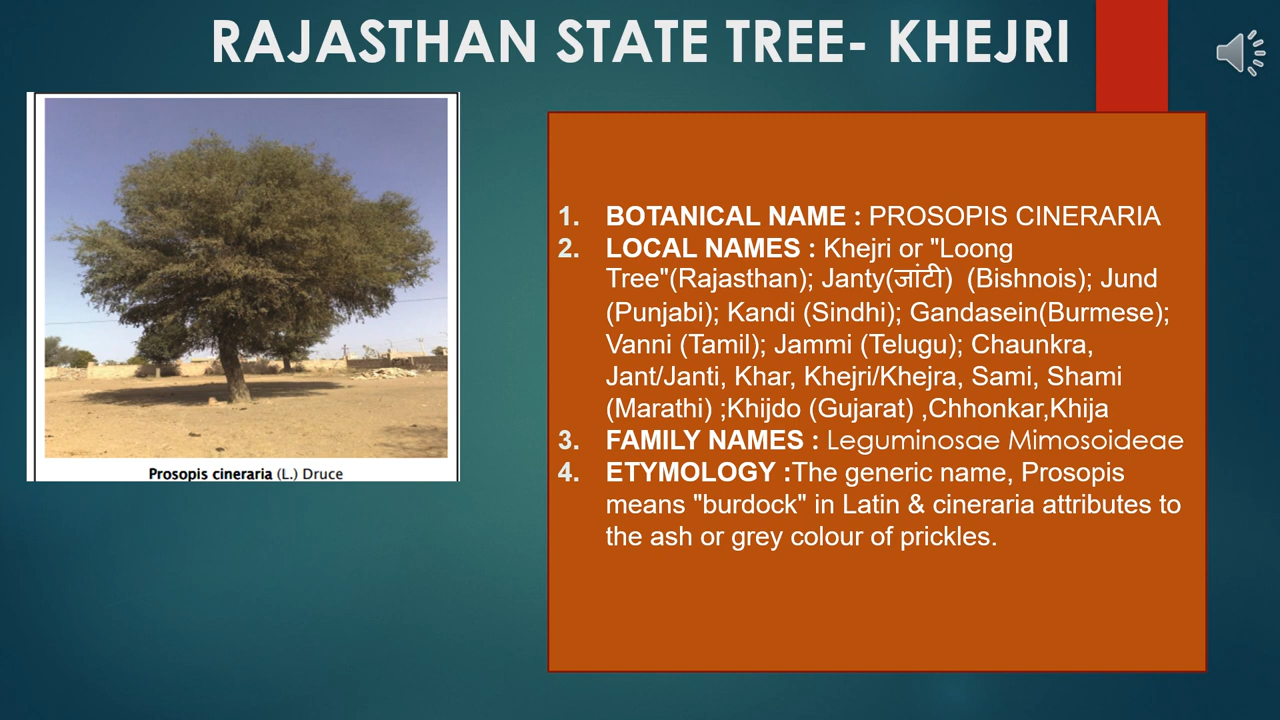 RAJASTHAN STATE TREE- KHEJRI
Prosopis cineraria (L.) Druce
1. BOTANICAL NAME : PROSOPIS CINERARIA
2. LOCAL NAMES : Khejri or "Loong
Tree"(Rajasthan); Janty(जांटी) (Bishnois); Jund
(Punjabi); Kandi (Sindhi); Gandasein(Burmese);
Vanni (Tamil); Jammi (Telugu); Chaunkra,
Jant/Janti, Khar, Khejri/Khejra, Sami, Shami
(Marathi) ;Khijdo (Gujarat) ,Chhonkar,Khija
3. FAMILY NAMES : Leguminosae Mimosoideae
4. ETYMOLOGY :The generic name, Prosopis
means "burdock" in Latin & cineraria attributes to
the ash or grey colour of prickles.